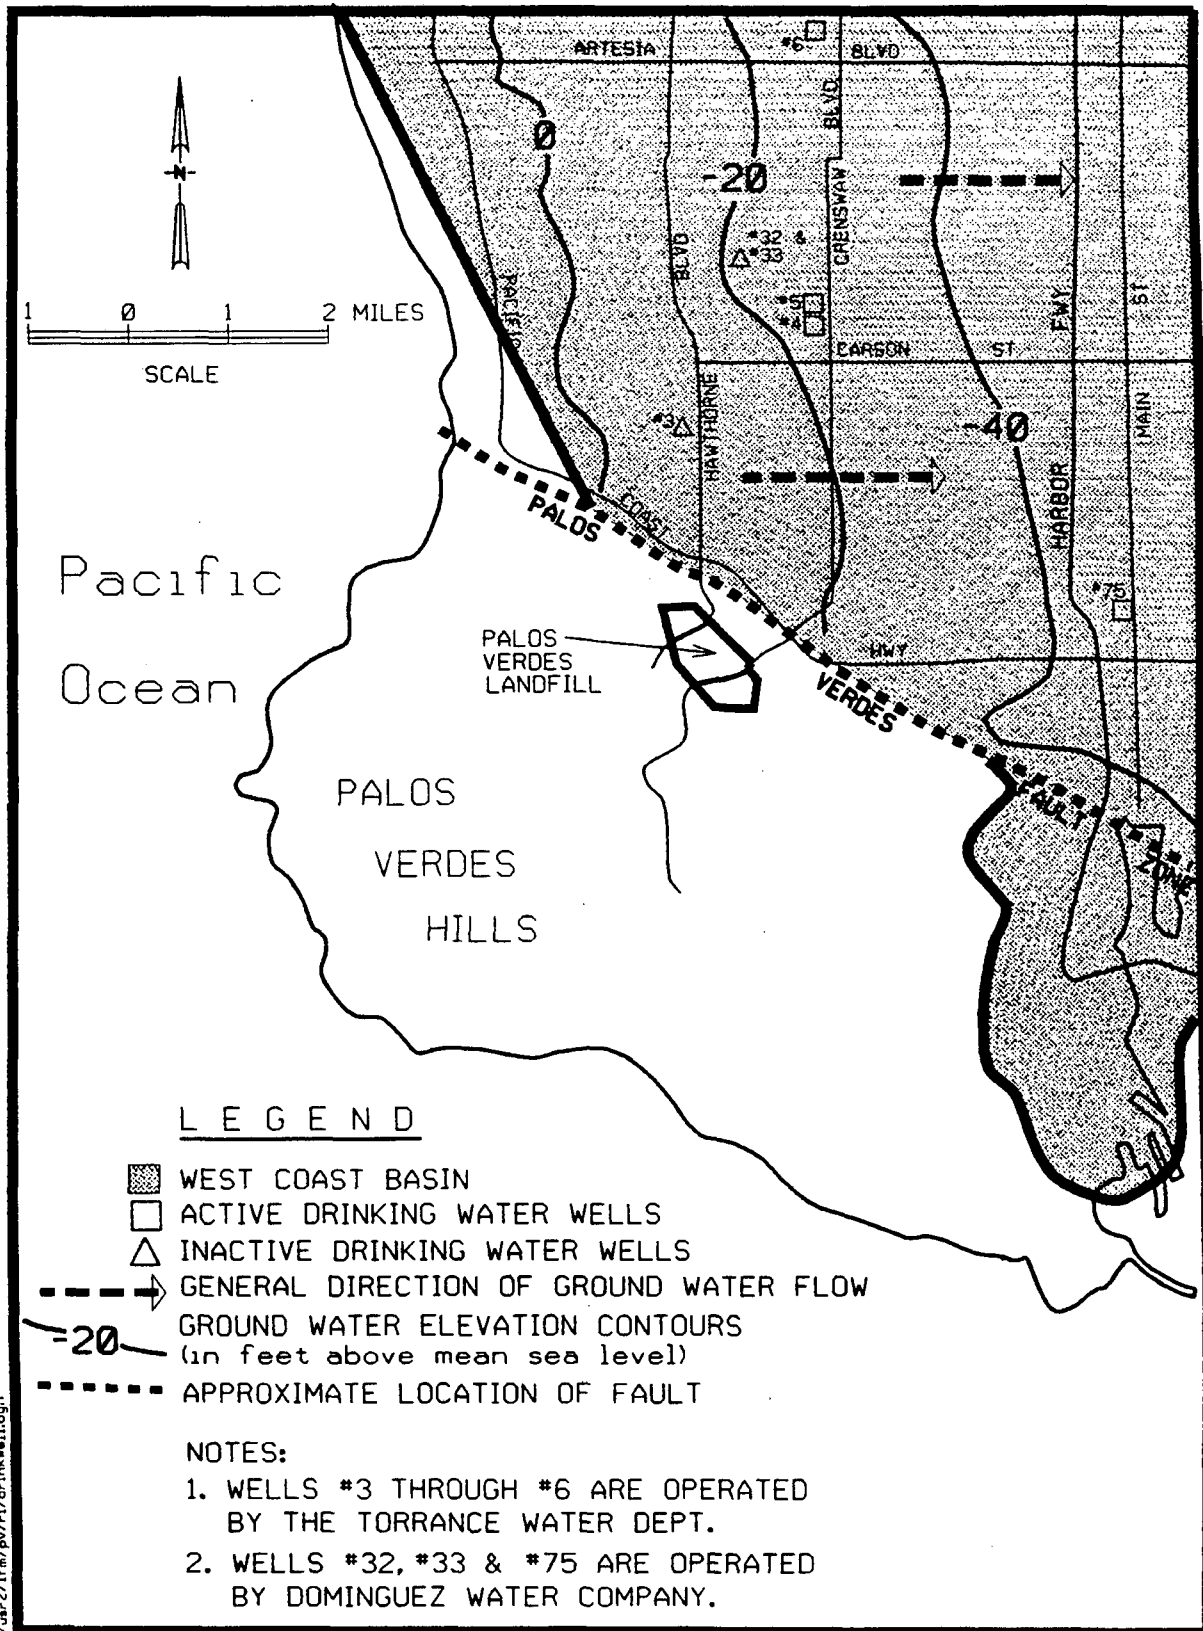 ARTESIA BLVD
#6
N
0
-20
BLVD
CRENSHAW
BLVD
#32 &
#33
PACIFIC
#5
#4
FWY
ST
1 0 1 2 MILES
SCALE
CARSON ST
#3
HAWTHORNE
-40
MAIN
HARBOR
COAST
PALOS
Pacific
Ocean
#75
PALOS
VERDES
LANDFILL
HWY
VERDES
FAULT
ZONE
PALOS
VERDES
HILLS
LEGEND
WEST COAST BASIN
ACTIVE DRINKING WATER WELLS
INACTIVE DRINKING WATER WELLS
GENERAL DIRECTION OF GROUND WATER FLOW
-20
GROUND WATER ELEVATION CONTOURS
(in feet above mean sea level)
APPROXIMATE LOCATION OF FAULT
NOTES:
1. WELLS #3 THROUGH #6 ARE OPERATED
BY THE TORRANCE WATER DEPT.
2. WELLS #32, #33 & #75 ARE OPERATED
BY DOMINGUEZ WATER COMPANY.